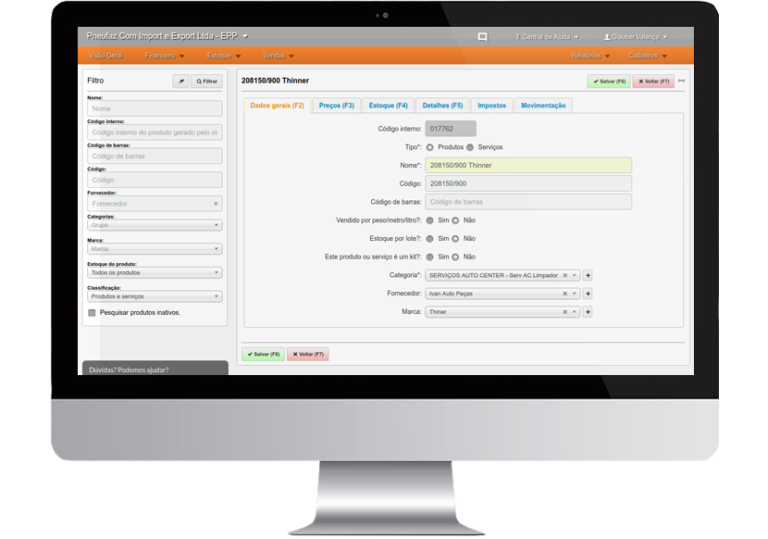 Pneufaz Com Import e Export Ltda - EPP
? Central de Ajuda
Glauber Valença
Visão Geral Financeiro Estoque Vendas Relatórios Cadastros
Filtro
Filtrar
Nome:
Nome
Código interno:
Código interno do produto gerado pelo si
Código de barras:
Código de barras
Código:
Código
Fornecedor:
Fornecedor
Categorias:
Grupo
Marca:
Marca
Estoque do produto:
Todos os produtos
Classificação:
Produtos e serviços
Pesquisar produtos inativos.
Dúvidas? Podemos ajudar?
208150/900 Thinner
Salvar (F6) Voltar (F7)
Dados gerais (F2) Preços (F3) Estoque (F4) Detalhes (F5) Impostos Movimentação
Código interno: 017762
Tipo*: Produtos Serviços
Nome*: 208150/900 Thinner
Código: 208150/900
Código de barras: Código de barras
Vendido por peso/metro/litro?: Sim Não
Estoque por lote?: Sim Não
Este produto ou serviço é um kit?: Sim Não
Categoria*: SERVIÇOS AUTO CENTER - Serv AC Limpador
Fornecedor: Ivan Auto Peças
Marca: Thiner
Salvar (F6) Voltar (F7)